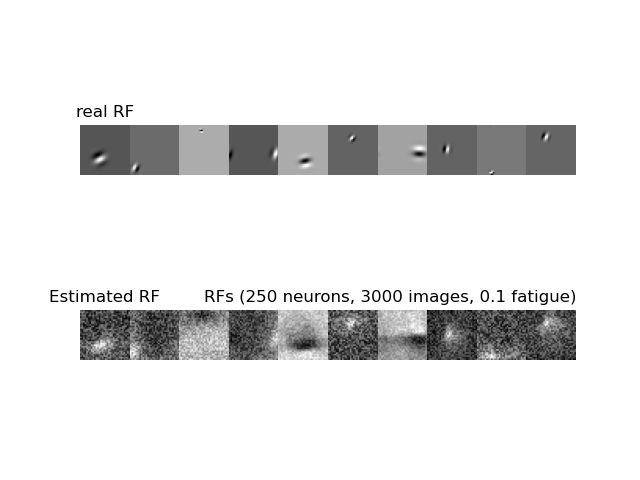 real RF
Estimated RF
RFs (250 neurons, 3000 images, 0.1 fatigue)